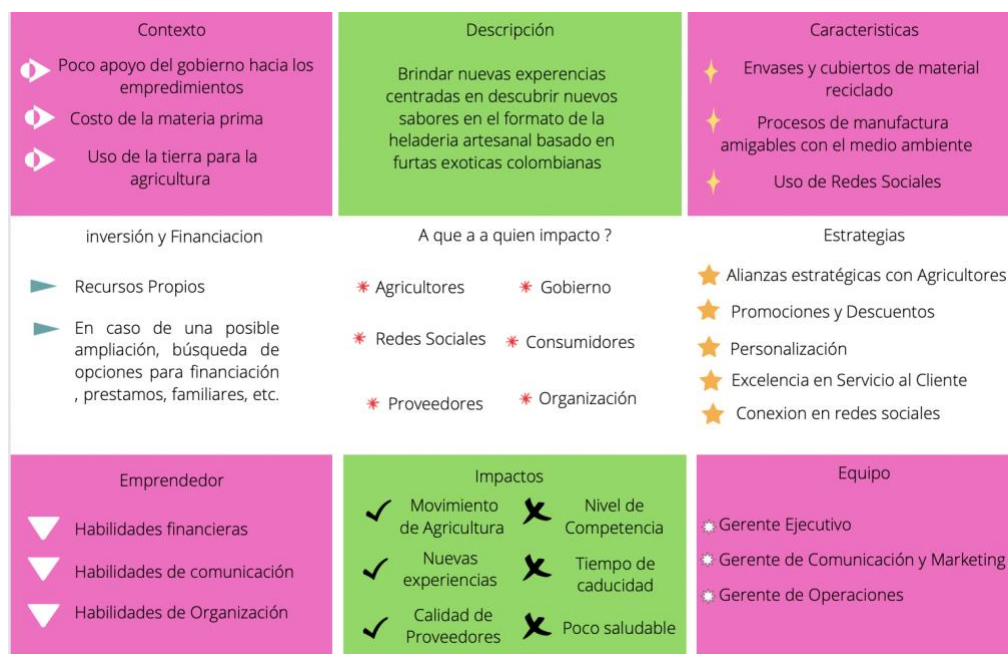 Contexto
Poco apoyo del gobierno hacia los
empredimientos
Costo de la materia prima
Uso de la tierra para la
agricultura
Descripción
Brindar nuevas experencias
centradas en descubrir nuevos
sabores en el formato de la
heladeria artesanal basado en
furtas exoticas colombianas
Caracteristicas
Envases y cubiertos de material
reciclado
Procesos de manufactura
amigables con el medio ambiente
Uso de Redes Sociales
inversión y Financiacion
Recursos Propios
En caso de una posible
ampliación, búsqueda de
opciones para financiación
, prestamos, familiares, etc.
A que a a quien impacto ?
Agricultores
Gobierno
Redes Sociales
Consumidores
Proveedores
Organización
Estrategias
Alianzas estratégicas con Agricultores
Promociones y Descuentos
Personalización
Excelencia en Servicio al Cliente
Conexion en redes sociales
Emprendedor
Habilidades financieras
Habilidades de comunicación
Habilidades de Organización
Impactos
Movimiento
de Agricultura
Nivel de
Competencia
Nuevas
experiencias
Tiempo de
caducidad
Calidad de
Proveedores
Poco saludable
Equipo
Gerente Ejecutivo
Gerente de Comunicación y Marketing
Gerente de Operaciones